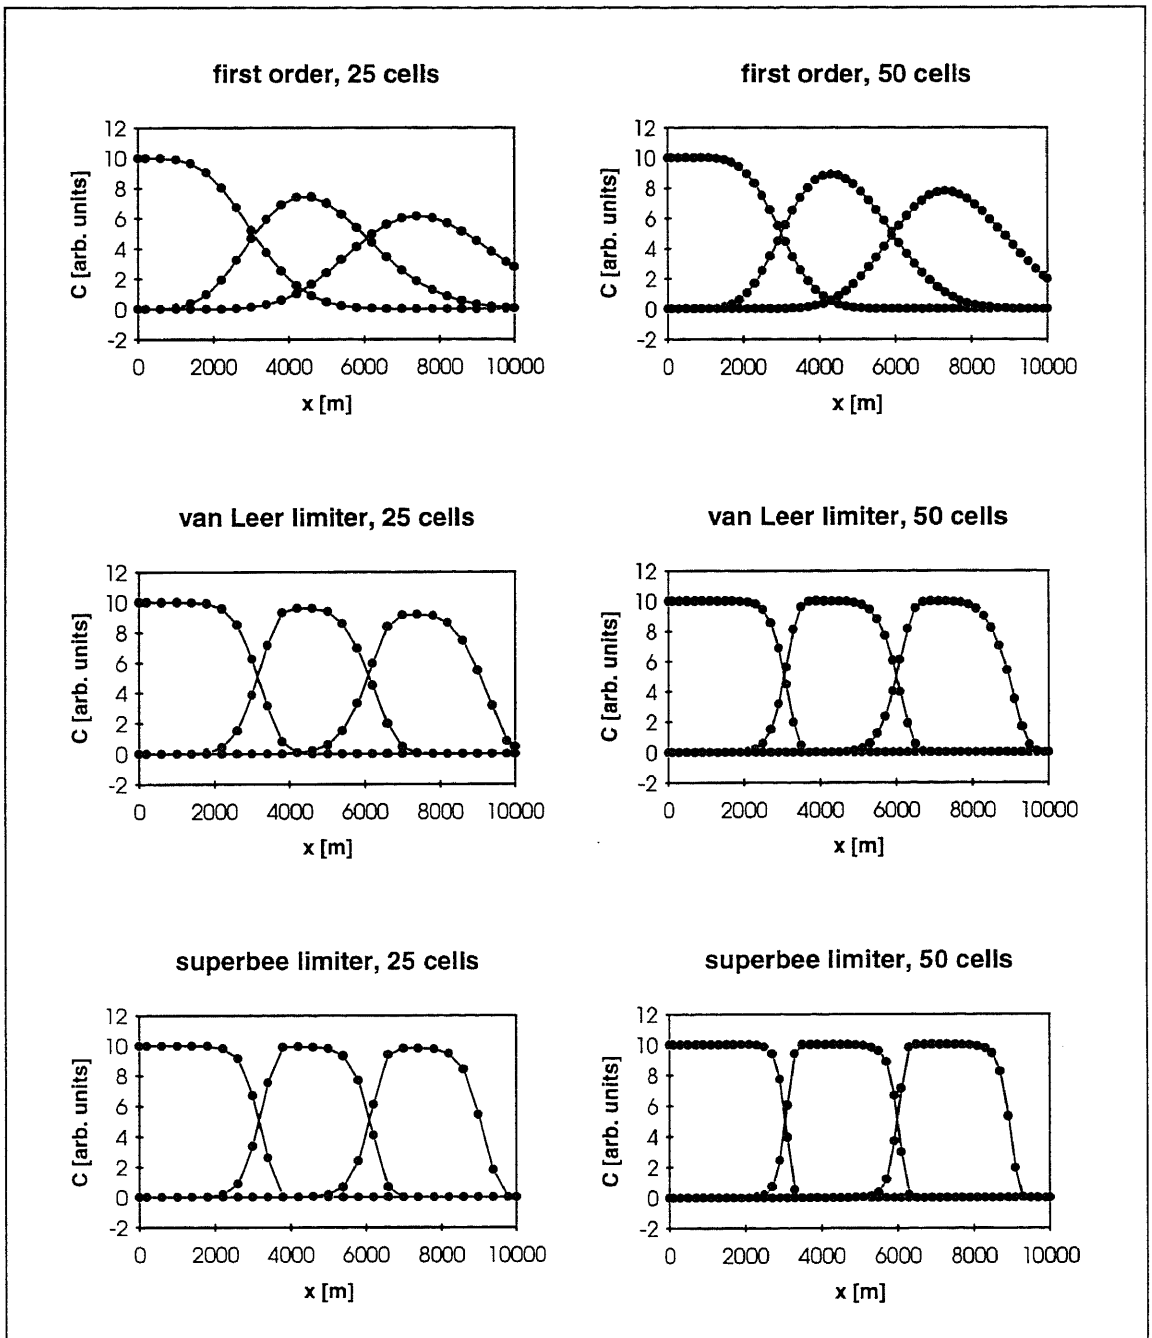 first order, 25 cells
12
10
8
6
4
2
0
-2
C [arb. units]
0 2000 4000 6000 8000 10000
x [m]
first order, 50 cells
12
10
8
6
4
2
0
-2
C [arb. units]
0 2000 4000 6000 8000 10000
x [m]
van Leer limiter, 25 cells
12
10
8
6
4
2
0
-2
C [arb. units]
0 2000 4000 6000 8000 10000
x [m]
van Leer limiter, 50 cells
12
10
8
6
4
2
0
-2
C [arb. units]
0 2000 4000 6000 8000 10000
x [m]
superbee limiter, 25 cells
12
10
8
6
4
2
0
-2
C [arb. units]
0 2000 4000 6000 8000 10000
x [m]
superbee limiter, 50 cells
12
10
8
6
4
2
0
-2
C [arb. units]
0 2000 4000 6000 8000 10000
x [m]